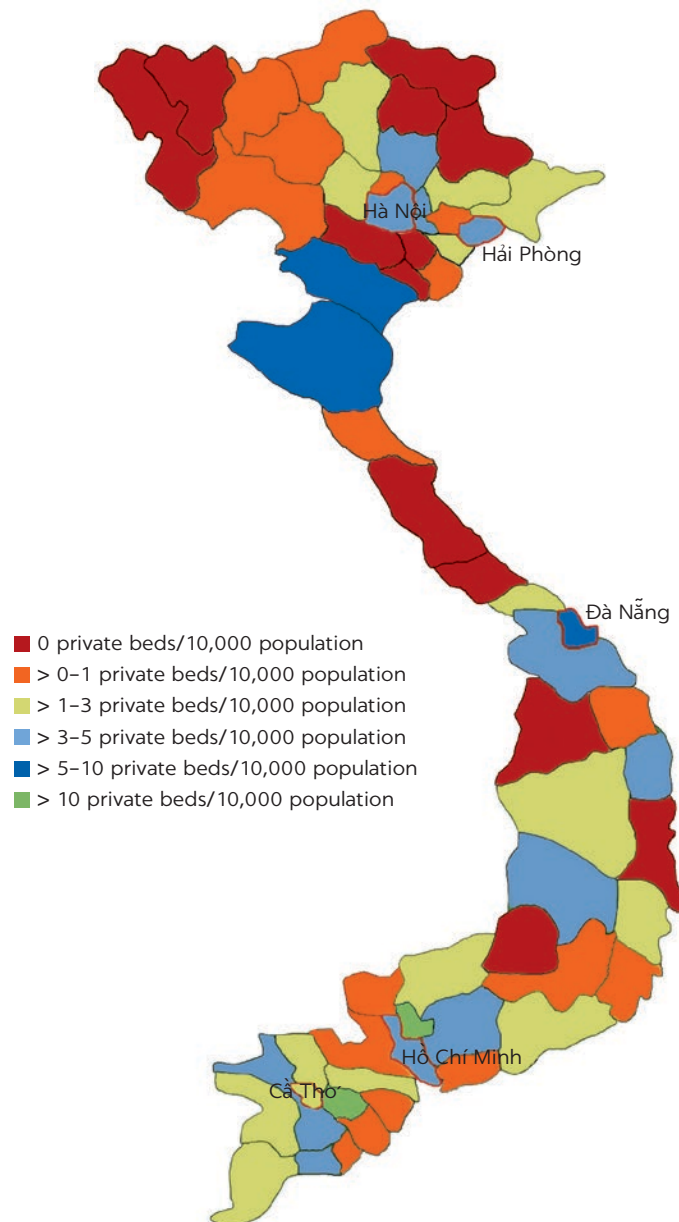 Hà Nội
Hải Phòng
Đà Nẵng
0 private beds/10,000 population
> 0–1 private beds/10,000 population
> 1–3 private beds/10,000 population
> 3–5 private beds/10,000 population
> 5–10 private beds/10,000 population
> 10 private beds/10,000 population
Hồ Chí Minh
Cà Thơ